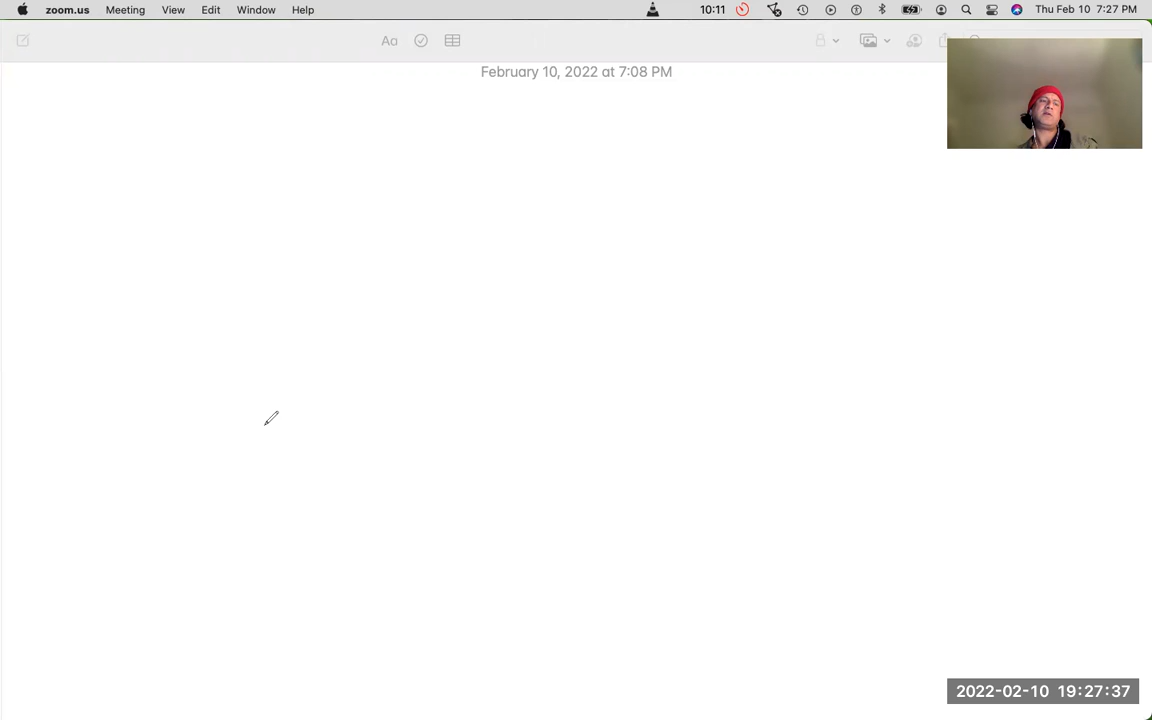 zoom.us Meeting View Edit Window Help 10:11 Thu Feb 10 7:27 PM
Aa
February 10, 2022 at 7:08 PM
2022-02-10 19:27:37